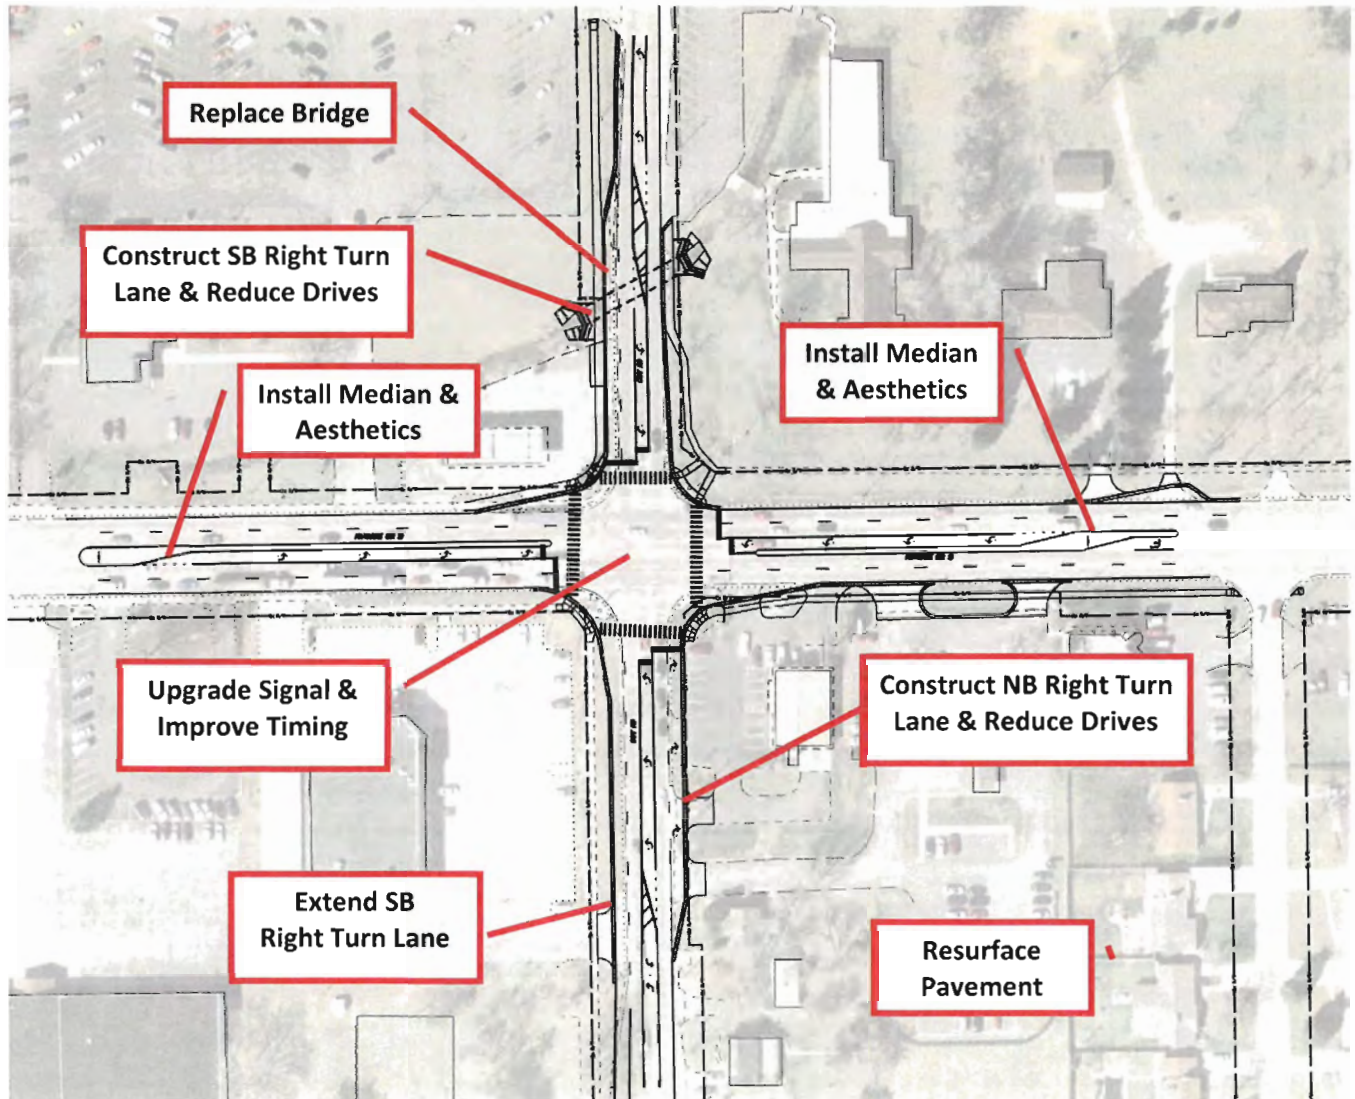 Replace Bridge
Construct SB Right Turn
Lane & Reduce Drives
Install Median &
Aesthetics
Install Median
& Aesthetics
Upgrade Signal &
Improve Timing
Construct NB Right Turn
Lane & Reduce Drives
Extend SB
Right Turn Lane
Resurface
Pavement